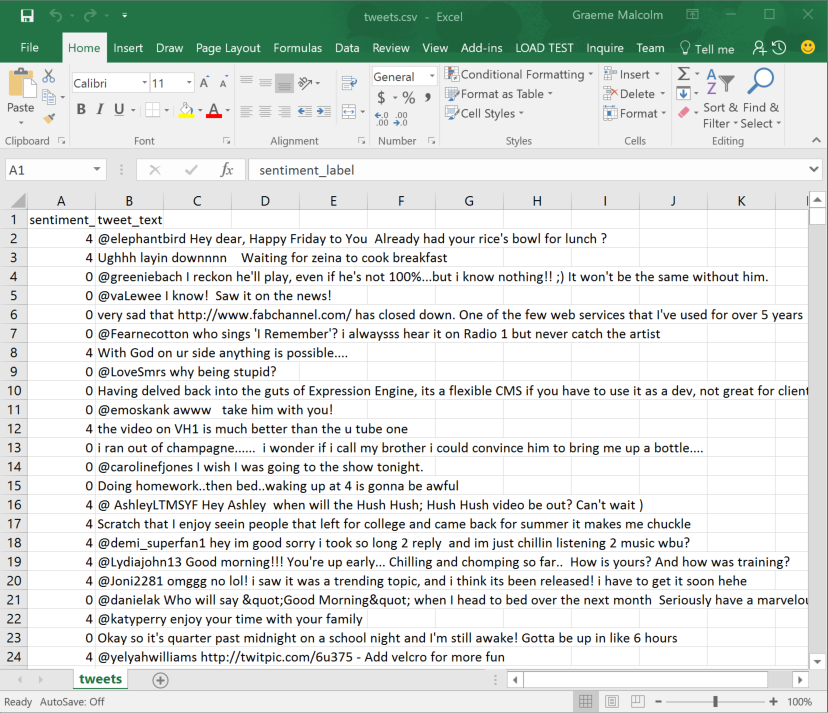 tweets.csv - Excel
Graeme Malcolm
File Home Insert Draw Page Layout Formulas Data Review View Add-ins LOAD TEST Inquire Team Tell me
Calibri 11 General Conditional Formatting Insert
Paste B I U $ % Format as Table Delete Sort & Find &
Cell Styles Format Filter Select
Clipboard Font Alignment Number Styles Cells Editing
A1 fx sentiment_label
A B C D E F G H I J K
1 sentiment_ tweet_text
2 4 @elephantbird Hey dear, Happy Friday to You  Already had your rice's bowl for lunch ?
3 4 Ughhh layin downnnn    Waiting for zeina to cook breakfast
4 0 @greeniebach I reckon he'll play, even if he's not 100%...but i know nothing!! ;) It won't be the same without him.
5 0 @vaLewee I know!  Saw it on the news!
6 0 very sad that http://www.fabchannel.com/ has closed down. One of the few web services that I've used for over 5 years
7 0 @Fearnecotton who sings 'I Remember'? i alwaysss hear it on Radio 1 but never catch the artist
8 4 With God on ur side anything is possible....
9 0 @LoveSmrs why being stupid?
10 0 Having delved back into the guts of Expression Engine, its a flexible CMS if you have to use it as a dev, not great for client
11 0 @emoskank awww   take him with you!
12 4 the video on VH1 is much better than the u tube one
13 0 i ran out of champagne......  i wonder if i call my brother i could convince him to bring me up a bottle....
14 0 @carolinefjones I wish I was going to the show tonight.
15 0 Doing homework..then bed..waking up at 4 is gonna be awful
16 4 @ AshleyLTMSYF Hey Ashley  when will the Hush Hush; Hush Hush video be out? Can't wait )
17 4 Scratch that I enjoy seein people that left for college and came back for summer it makes me chuckle
18 4 @demi_superfan1 hey im good sorry i took so long 2 reply  and im just chillin listening 2 music wbu?
19 4 @Lydiajohn13 Good morning!!! You're up early... Chilling and chomping so far..  How is yours? And how was training?
20 4 @Joni2281 omggg no lol! i saw it was a trending topic, and i think its been released! i have to get it soon hehe
21 0 @danielak Who will say &quot;Good Morning&quot; when I head to bed over the next month  Seriously have a marvelou
22 4 @katyperry enjoy your time with your family
23 0 Okay so it's quarter past midnight on a school night and I'm still awake! Gotta be up in like 6 hours
24 4 @yelyahwilliams http://twitpic.com/6u375 - Add velcro for more fun
tweets
Ready AutoSave: Off 100%